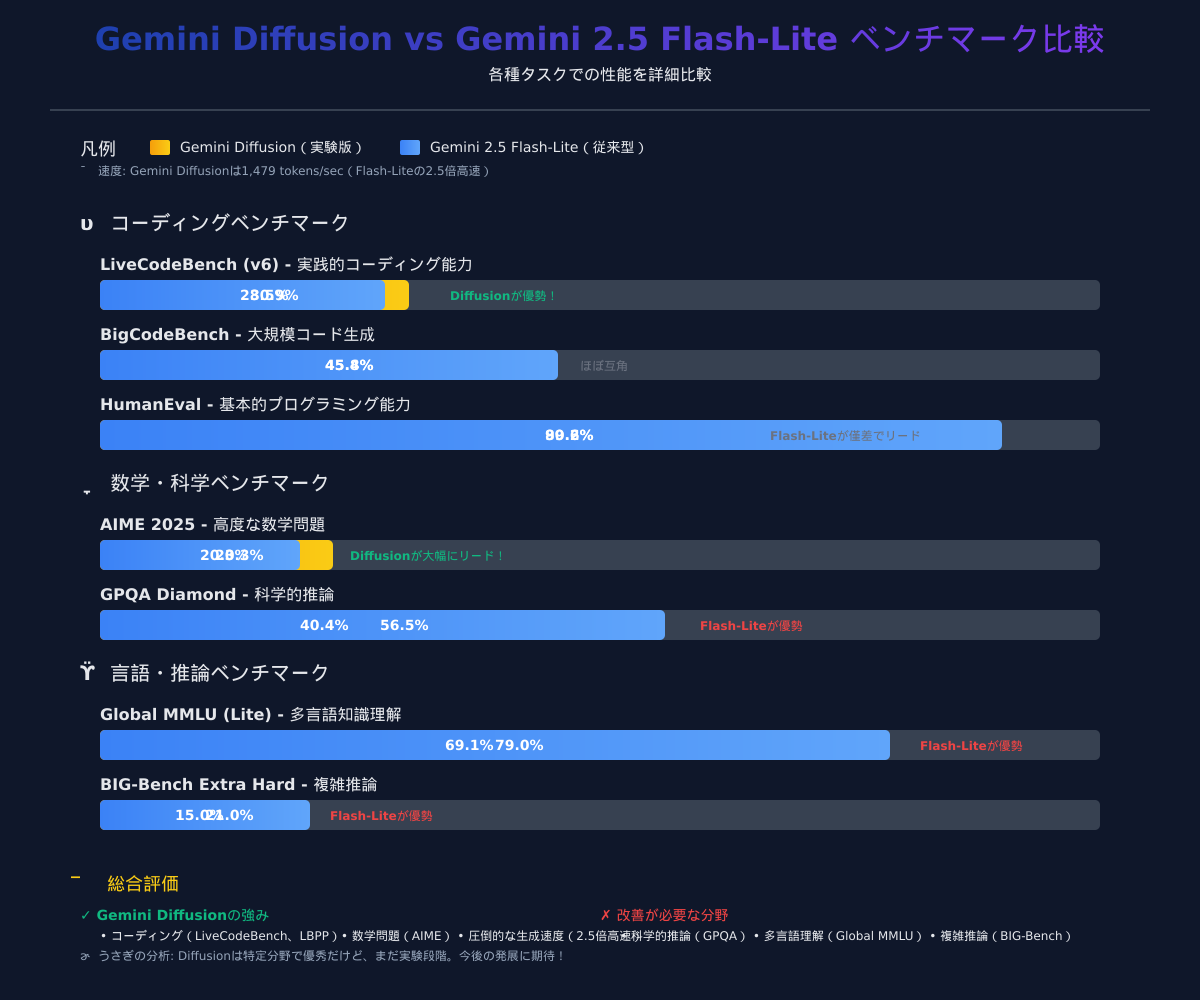 Gemini Diffusion vs Gemini 2.5 Flash-Lite ベンチマーク比較
各種タスクでの性能を詳細比較
凡例 Gemini Diffusion（実験版） Gemini 2.5 Flash-Lite（従来型）
速度: Gemini Diffusionは1,479 tokens/sec（Flash-Liteの2.5倍高速）
コーディングベンチマーク
LiveCodeBench (v6) - 実践的コーディング能力
Diffusionが優勢！
BigCodeBench - 大規模コード生成
ほぼ互角
HumanEval - 基本的プログラミング能力
Flash-Liteが僅差でリード
数学・科学ベンチマーク
AIME 2025 - 高度な数学問題
Diffusionが大幅にリード！
GPQA Diamond - 科学的推論
40.4% 56.5% Flash-Liteが優勢
言語・推論ベンチマーク
Global MMLU (Lite) - 多言語知識理解
69.1% 79.0% Flash-Liteが優勢
BIG-Bench Extra Hard - 複雑推論
15.0% 21.0% Flash-Liteが優勢
総合評価
✓ Gemini Diffusionの強み ✗ 改善が必要な分野
• コーディング（LiveCodeBench、LBPP）• 数学問題（AIME）• 圧倒的な生成速度（2.5倍高速 科学的推論（GPQA）• 多言語理解（Global MMLU）• 複雑推論（BIG-Bench）
うさぎの分析: Diffusionは特定分野で優秀だけど、まだ実験段階。今後の発展に期待！